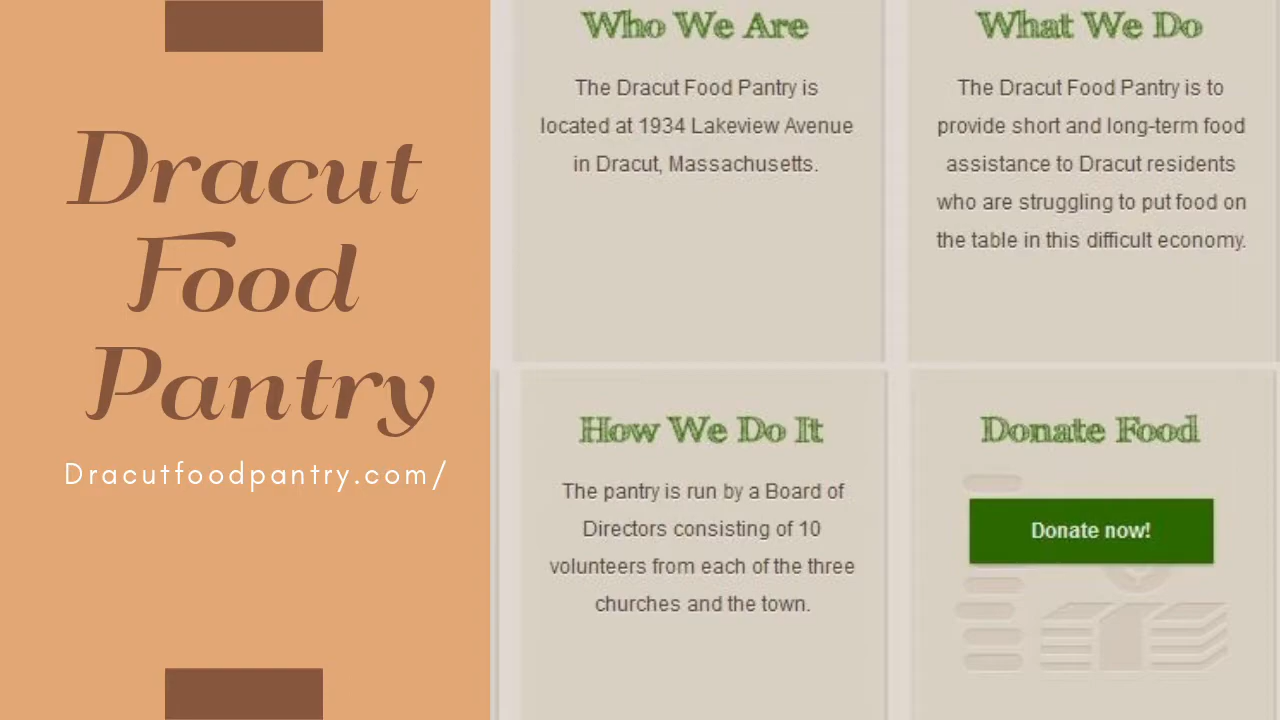 Dracut
Food
Pantry
Dracutfoodpantry.com/
Who We Are
The Dracut Food Pantry is
located at 1934 Lakeview Avenue
in Dracut, Massachusetts.
What We Do
The Dracut Food Pantry is to
provide short and long-term food
assistance to Dracut residents
who are struggling to put food on
the table in this difficult economy.
How We Do It
The pantry is run by a Board of
Directors consisting of 10
volunteers from each of the three
churches and the town.
Donate Food
Donate now!